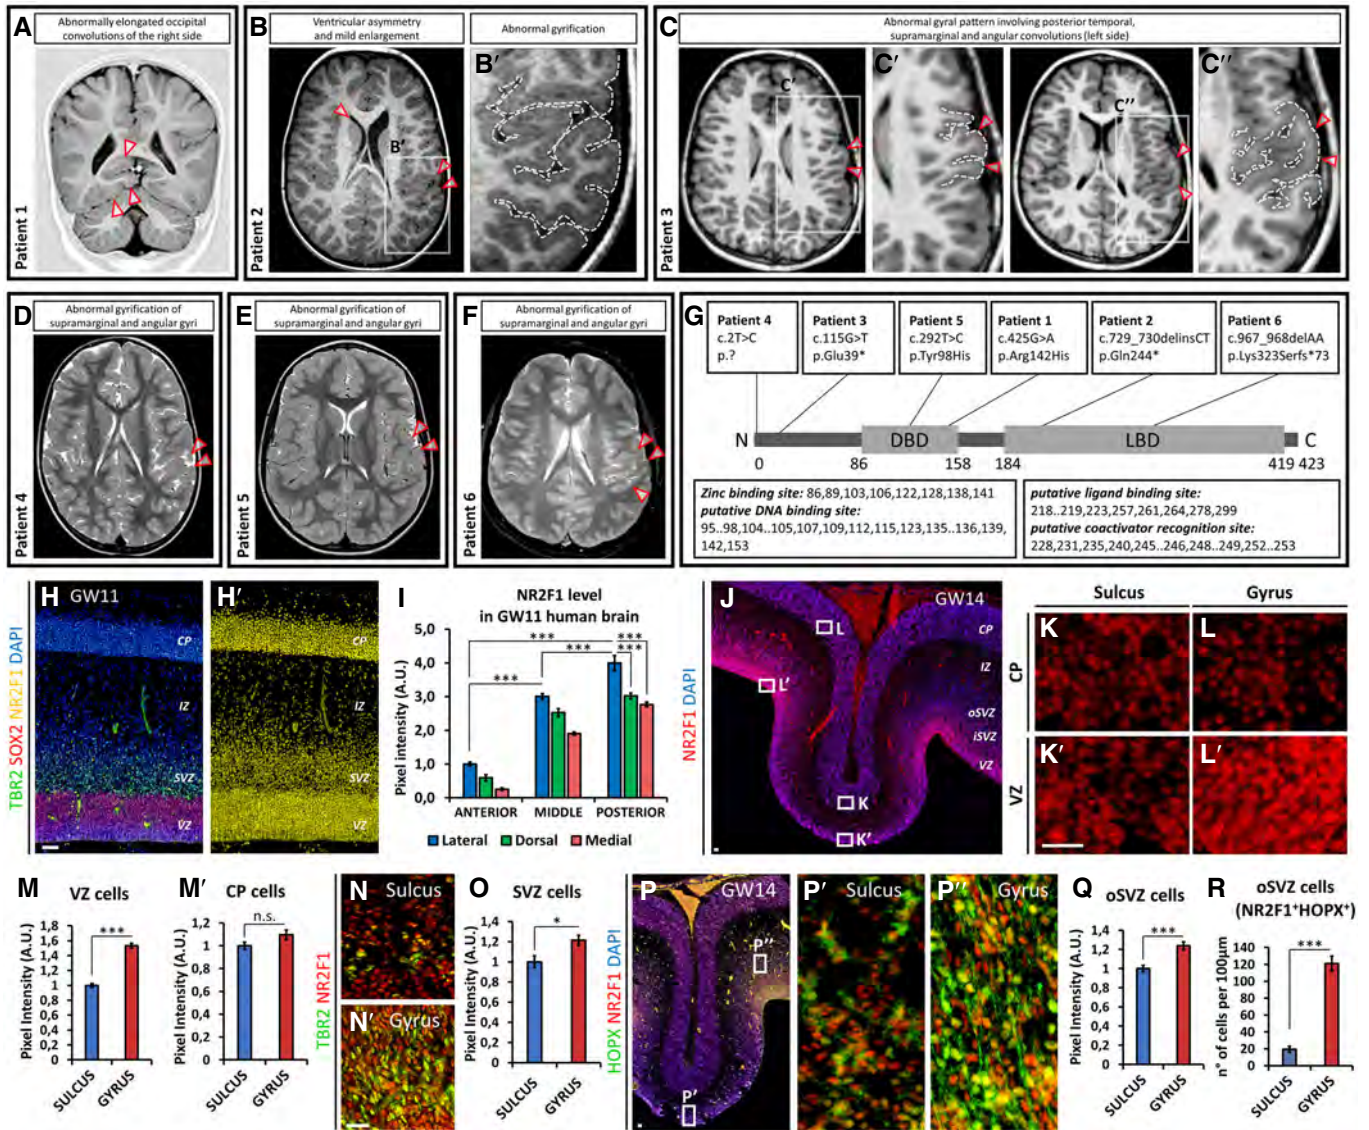 A
Abnormally elongated occipital
convolutions of the right side
Patient 1
B
Ventricular asymmetry
and mild enlargement
Abnormal gyrification
B'
B'
Patient 2
C
Abnormal gyral pattern involving posterior temporal,
supramarginal and angular convolutions (left side)
C'
C'
C''
C''
Patient 3
D
Abnormal gyrification of
supramarginal and angular gyri
Patient 4
E
Abnormal gyrification of
supramarginal and angular gyri
Patient 5
F
Abnormal gyrification of
supramarginal and angular gyri
Patient 6
G
Patient 4
c.2T>C
p.?
Patient 3
c.115G>T
p.Glu39*
Patient 5
c.292T>C
p.Tyr98His
Patient 1
c.425G>A
p.Arg142His
Patient 2
c.729_730delinsCT
p.Gln244*
Patient 6
c.967_968delAA
p.Lys323Serfs*73
N DBD LBD C
0 86 158 184 419 423
Zinc binding site: 86,89,103,106,122,128,138,141
putative DNA binding site:
95..98,104..105,107,109,112,115,123,135..136,139,
142,153
putative ligand binding site:
218..219,223,257,261,264,278,299
putative coactivator recognition site:
228,231,235,240,245..246,248..249,252..253
H GW11
TBR2 SOX2 NR2F1 DAPI
CP
IZ
SVZ
VZ
H'
CP
IZ
SVZ
VZ
I
NR2F1 level
in GW11 human brain
Pixel intensity (A.U.)
5,0
4,0
3,0
2,0
1,0
0,0
***
***
***
***
***
ANTERIOR MIDDLE POSTERIOR
Lateral Dorsal Medial
J GW14
NR2F1 DAPI
L
L'
K
K'
CP
IZ
oSVZ
iSVZ
VZ
Sulcus Gyrus
CP
K L
VZ
K' L'
M
VZ cells
Pixel Intensity (A.U.)
1,8
1,6
1,4
1,2
1
0,8
0,6
0,4
0,2
0
***
SULCUS GYRUS
M'
CP cells
Pixel Intensity (A.U.)
1,2
1
0,8
0,6
0,4
0,2
0
n.s.
SULCUS GYRUS
TBR2 NR2F1
N Sulcus
N' Gyrus
O
SVZ cells
Pixel Intensity (A.U.)
1,4
1,2
1
0,8
0,6
0,4
0,2
0
*
SULCUS GYRUS
HOPX NR2F1 DAPI
P GW14
P''
P'
P' Sulcus
P'' Gyrus
Q
oSVZ cells
Pixel Intensity (A.U.)
1,4
1,2
1
0,8
0,6
0,4
0,2
0
***
SULCUS GYRUS
R
oSVZ cells
(NR2F1+HOPX+)
n° of cells per 100μm
140
120
100
80
60
40
20
0
***
SULCUS GYRUS